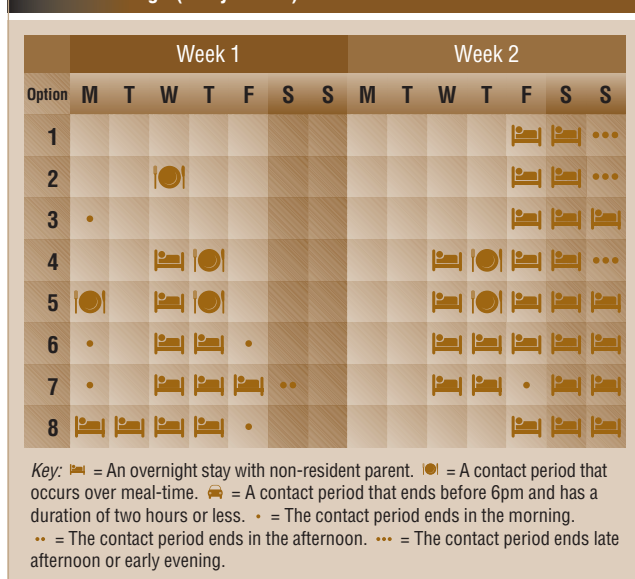 Week 1 Week 2
Option M T W T F S S M T W T F S S
1
2
3
4
5
6
7
8
Key: = An overnight stay with non-resident parent. = A contact period that
occurs over meal-time. = A contact period that ends before 6pm and has a
duration of two hours or less. • = The contact period ends in the morning.
•• = The contact period ends in the afternoon. ••• = The contact period ends late
afternoon or early evening.